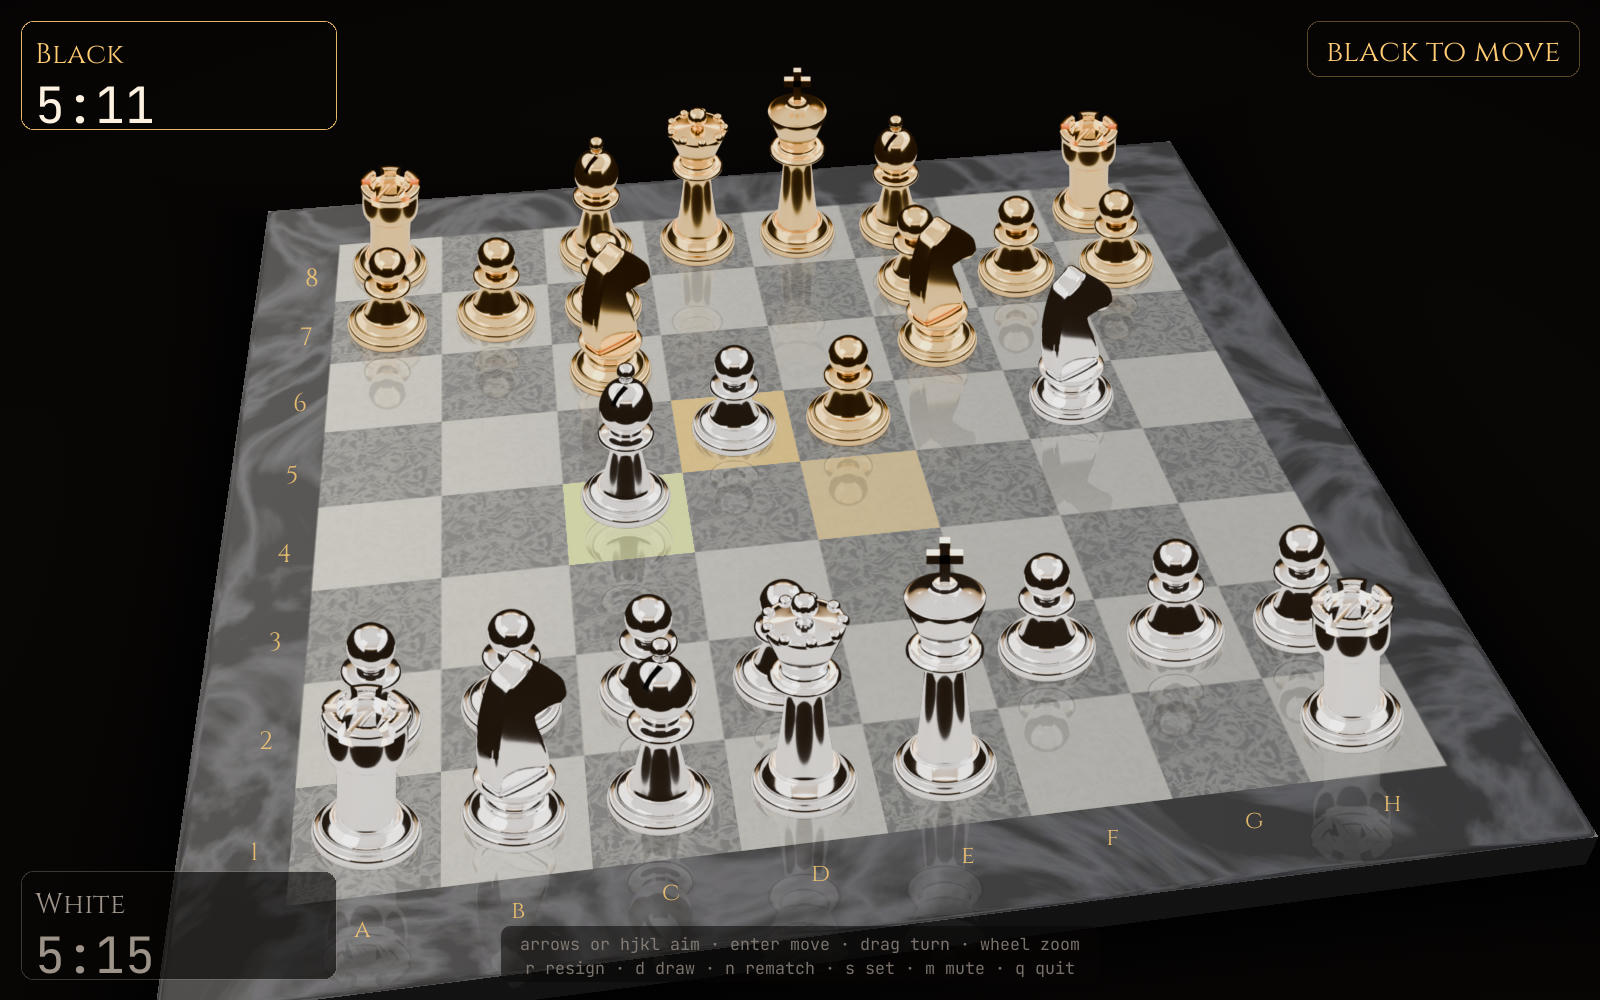 BLACK
5:11
BLACK TO MOVE
8
7
6
5
4
3
2
1
A
B
C
D
E
F
G
H
WHITE
5:15
arrows or hjkl aim · enter move · drag turn · wheel zoom
r resign · d draw · n rematch · s set · m mute · q quit